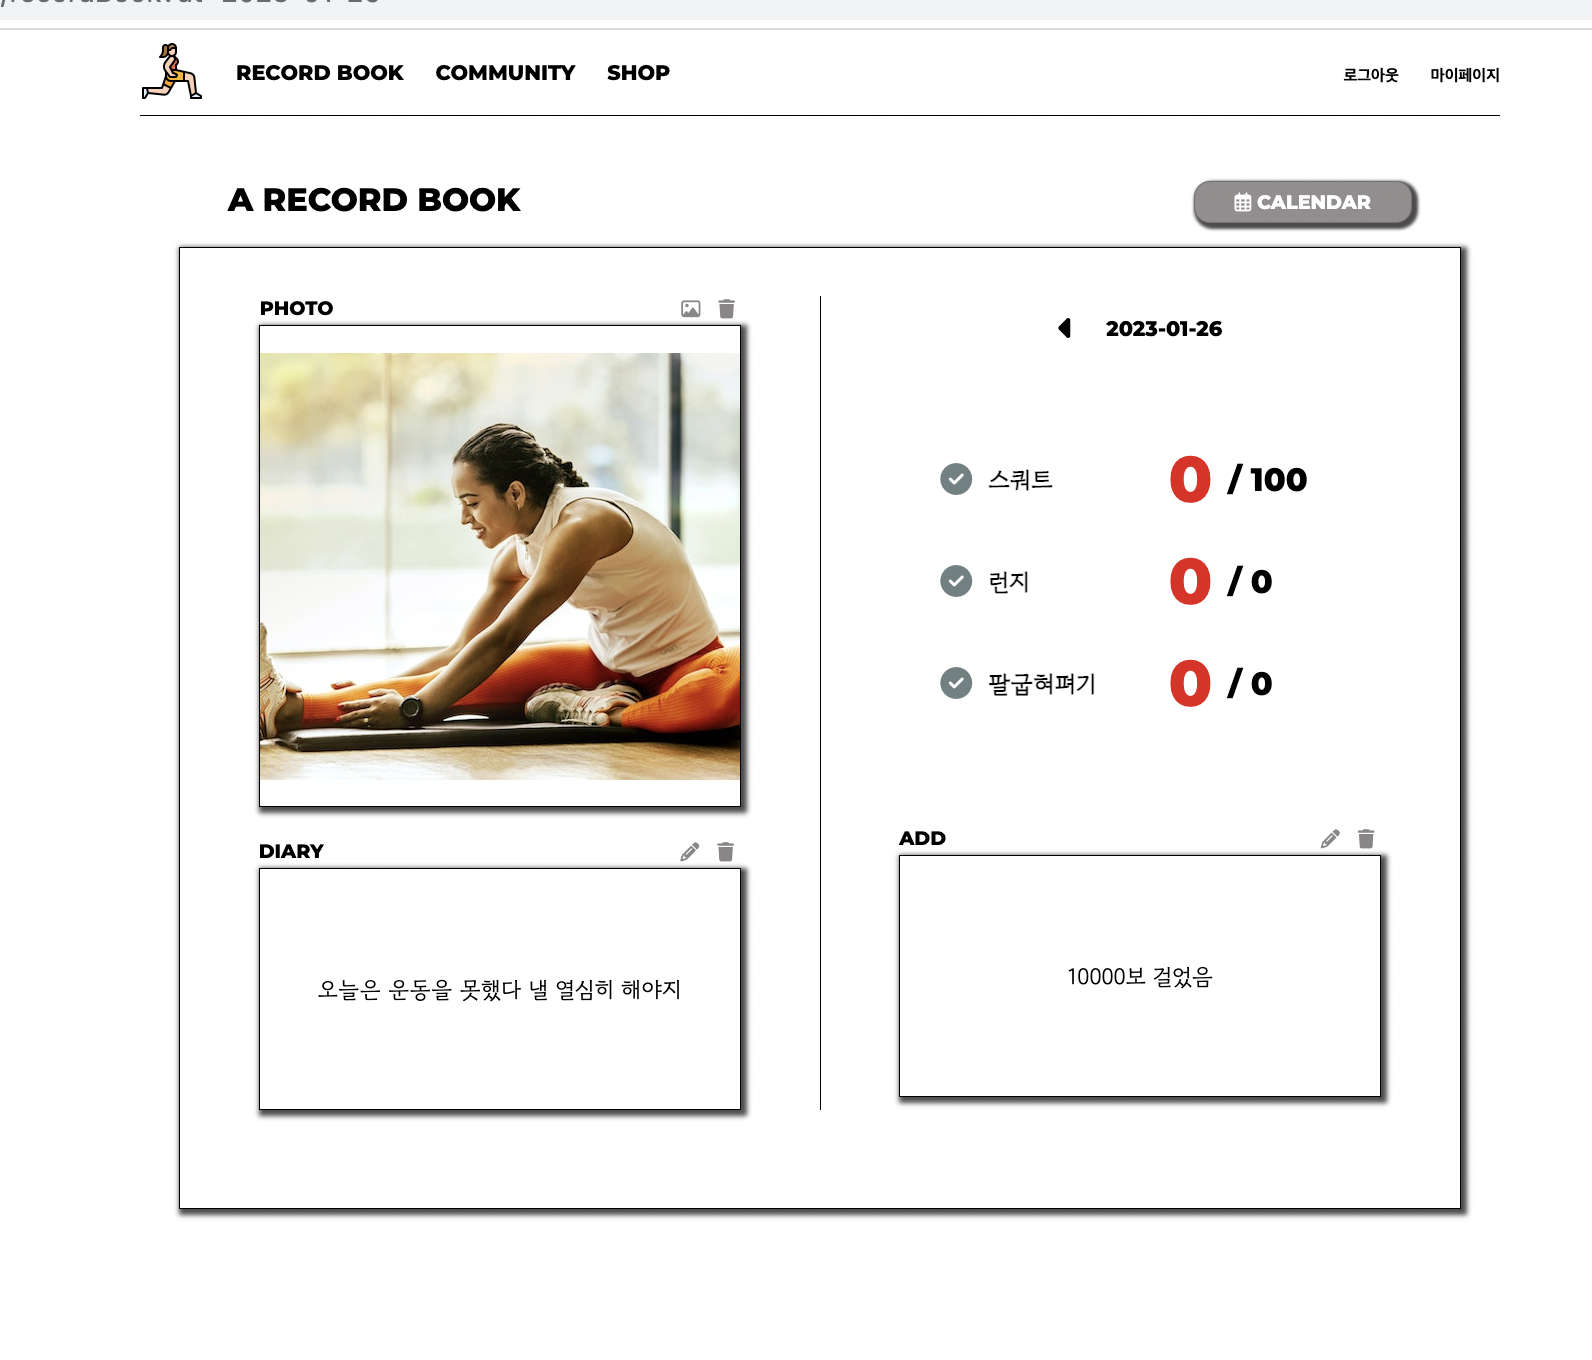 RECORD BOOK COMMUNITY SHOP 로그아웃 마이페이지
A RECORD BOOK CALENDAR
PHOTO
DIARY
오늘은 운동을 못했다 낼 열심히 해야지
2023-01-26
스쿼트 0 / 100
런지 0 / 0
팔굽혀펴기 0 / 0
ADD
10000보 걸었음